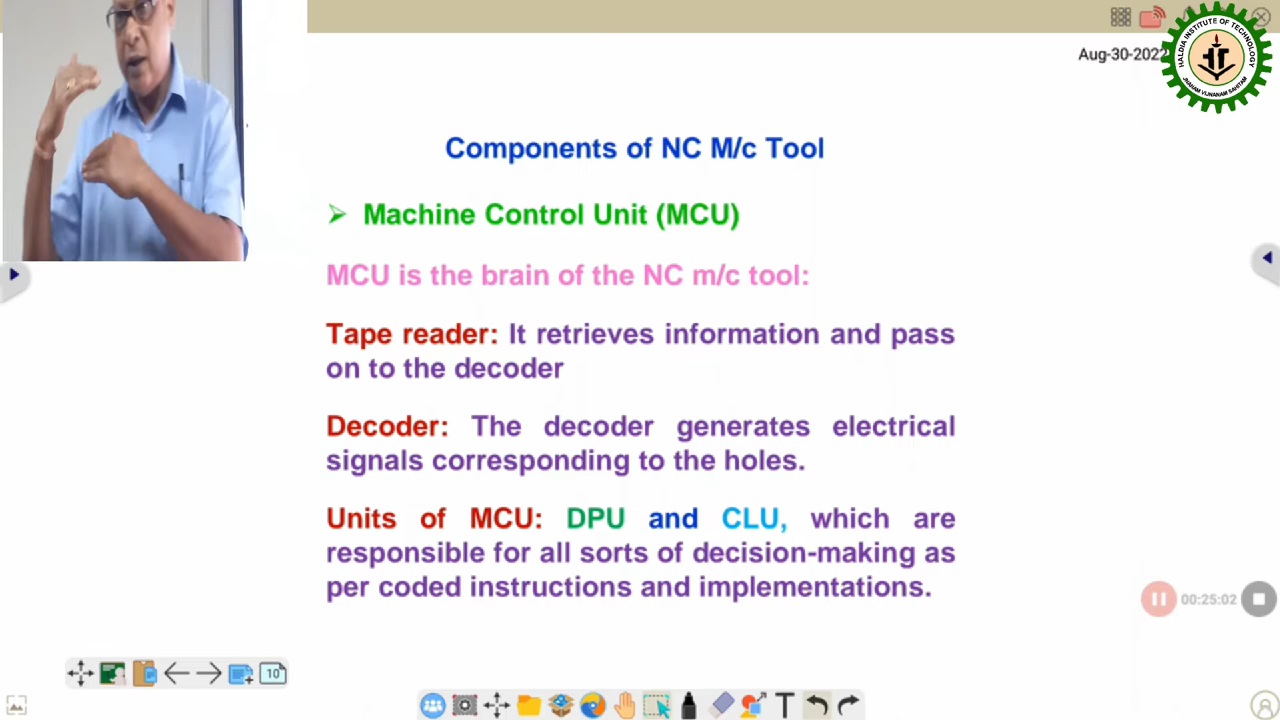 Aug-30-2022
HALDIA INSTITUTE OF TECHNOLOGY
Components of NC M/c Tool
➢ Machine Control Unit (MCU)
MCU is the brain of the NC m/c tool:
Tape reader: It retrieves information and pass
on to the decoder
Decoder: The decoder generates electrical
signals corresponding to the holes.
Units of MCU: DPU and CLU, which are
responsible for all sorts of decision-making as
per coded instructions and implementations.
00:25:02
10